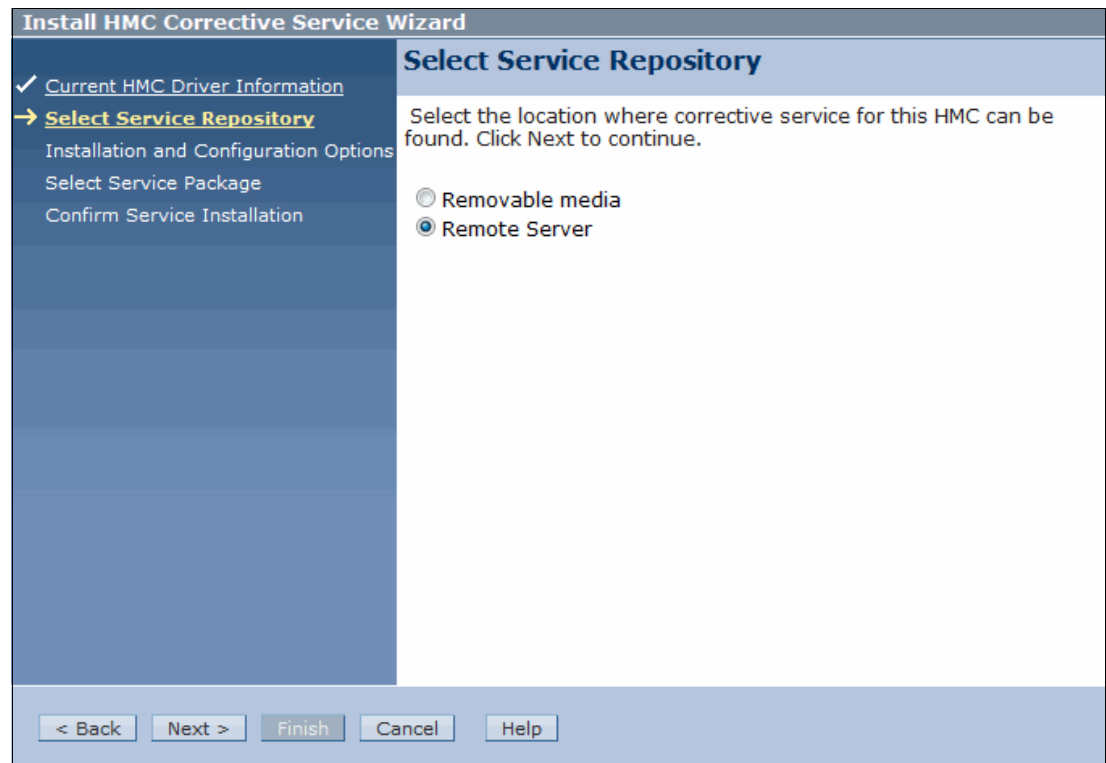 Install HMC Corrective Service Wizard
Current HMC Driver Information
Select Service Repository
Installation and Configuration Options
Select Service Package
Confirm Service Installation
Select Service Repository
Select the location where corrective service for this HMC can be
found. Click Next to continue.
Removable media
Remote Server
< Back Next > Finish Cancel Help